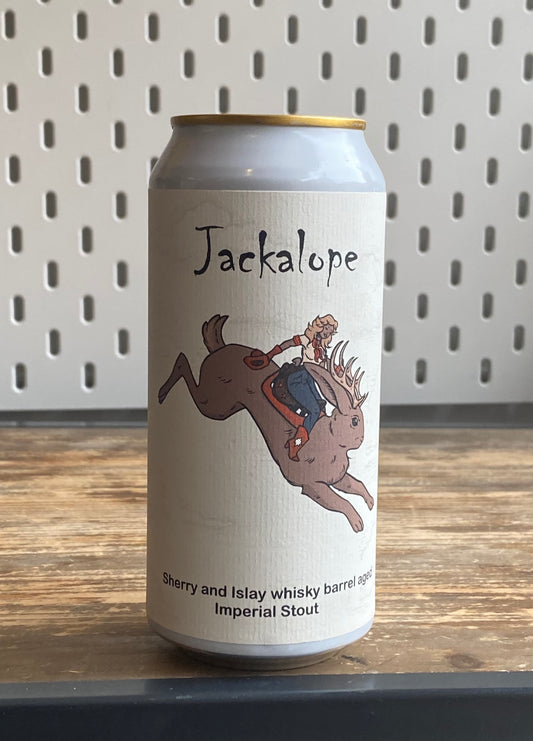 Jackalope
Sherry and Islay whisky barrel aged
Imperial Stout